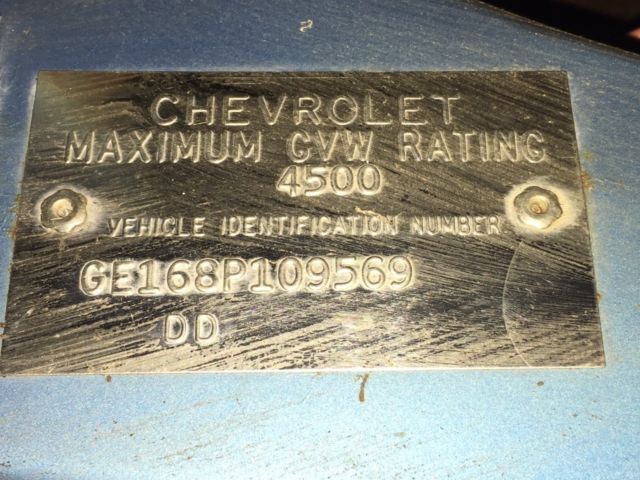 CHEVROLET
MAXIMUM GVW RATING
4500
VEHICLE IDENTIFICATION NUMBER
GE168P109569
DD